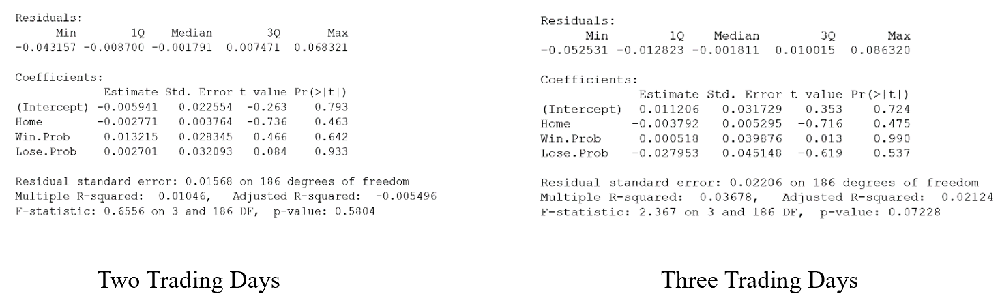 Residuals:
Min 1Q Median 3Q Max
-0.043157 -0.008700 -0.001791 0.007471 0.068321
Coefficients:
Estimate Std. Error t value Pr(>|t|)
(Intercept) -0.005941 0.022554 -0.263 0.793
Home -0.002771 0.003764 -0.736 0.463
Win.Prob 0.013215 0.028345 0.466 0.642
Lose.Prob 0.002701 0.032093 0.084 0.933
Residual standard error: 0.01568 on 186 degrees of freedom
Multiple R-squared: 0.01046, Adjusted R-squared: -0.005496
F-statistic: 0.6556 on 3 and 186 DF, p-value: 0.5804
Two Trading Days
Residuals:
Min 1Q Median 3Q Max
-0.052531 -0.012823 -0.001811 0.010015 0.086320
Coefficients:
Estimate Std. Error t value Pr(>|t|)
(Intercept) 0.011206 0.031729 0.353 0.724
Home -0.003792 0.005295 -0.716 0.475
Win.Prob 0.000518 0.039876 0.013 0.990
Lose.Prob -0.027953 0.045148 -0.619 0.537
Residual standard error: 0.02206 on 186 degrees of freedom
Multiple R-squared: 0.03678, Adjusted R-squared: 0.02124
F-statistic: 2.367 on 3 and 186 DF, p-value: 0.07228
Three Trading Days